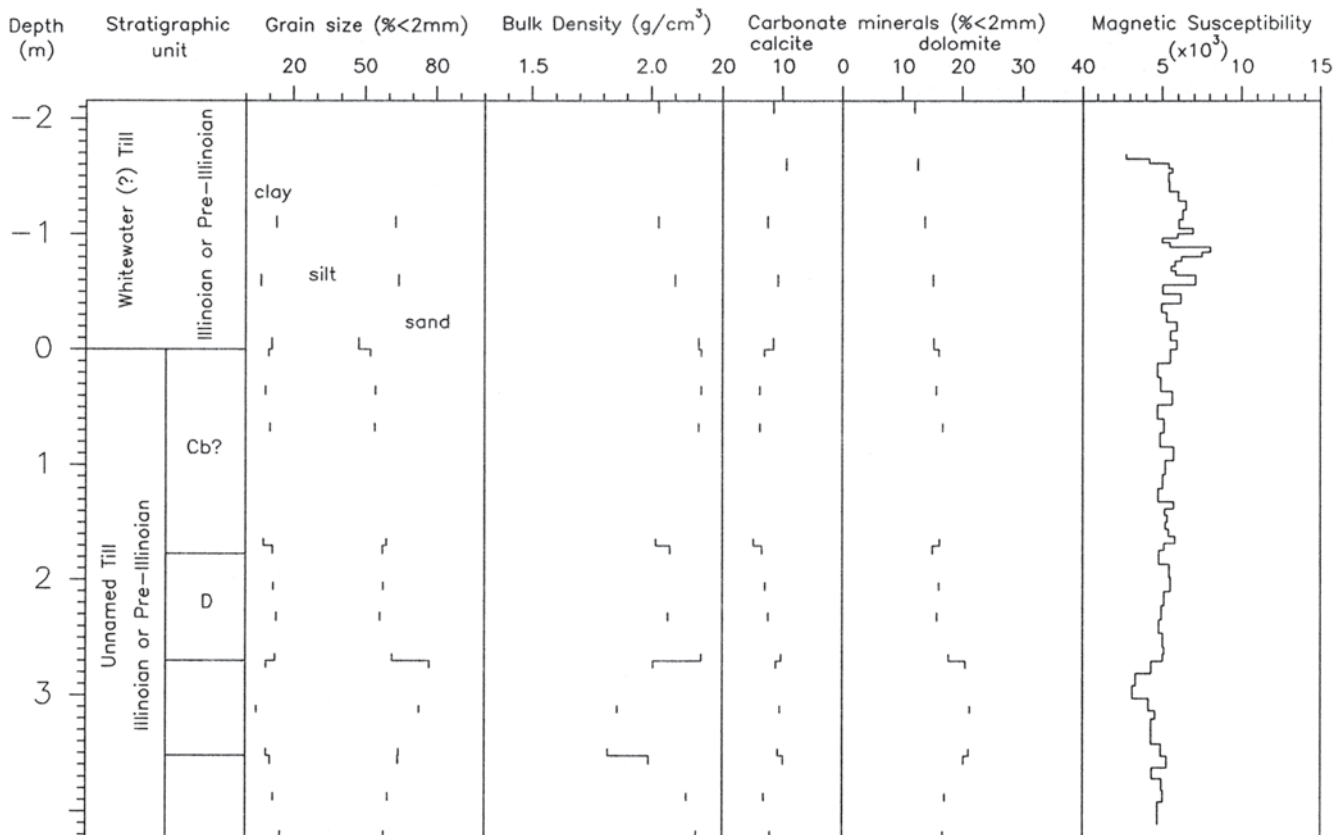 Depth (m)
Stratigraphic unit
Grain size (%<2mm)
Bulk Density (g/cm³)
Carbonate minerals (%<2mm)
calcite dolomite
Magnetic Susceptibility (x10³)
20 50 80 1.5 2.0 20 10 0 10 20 30 40 5 10 15
-2
-1
0
1
2
3
Whitewater (?) Till
Illinoian or Pre-Illinoian
clay
silt
sand
Unnamed Till
Illinoian or Pre-Illinoian
Cb?
D